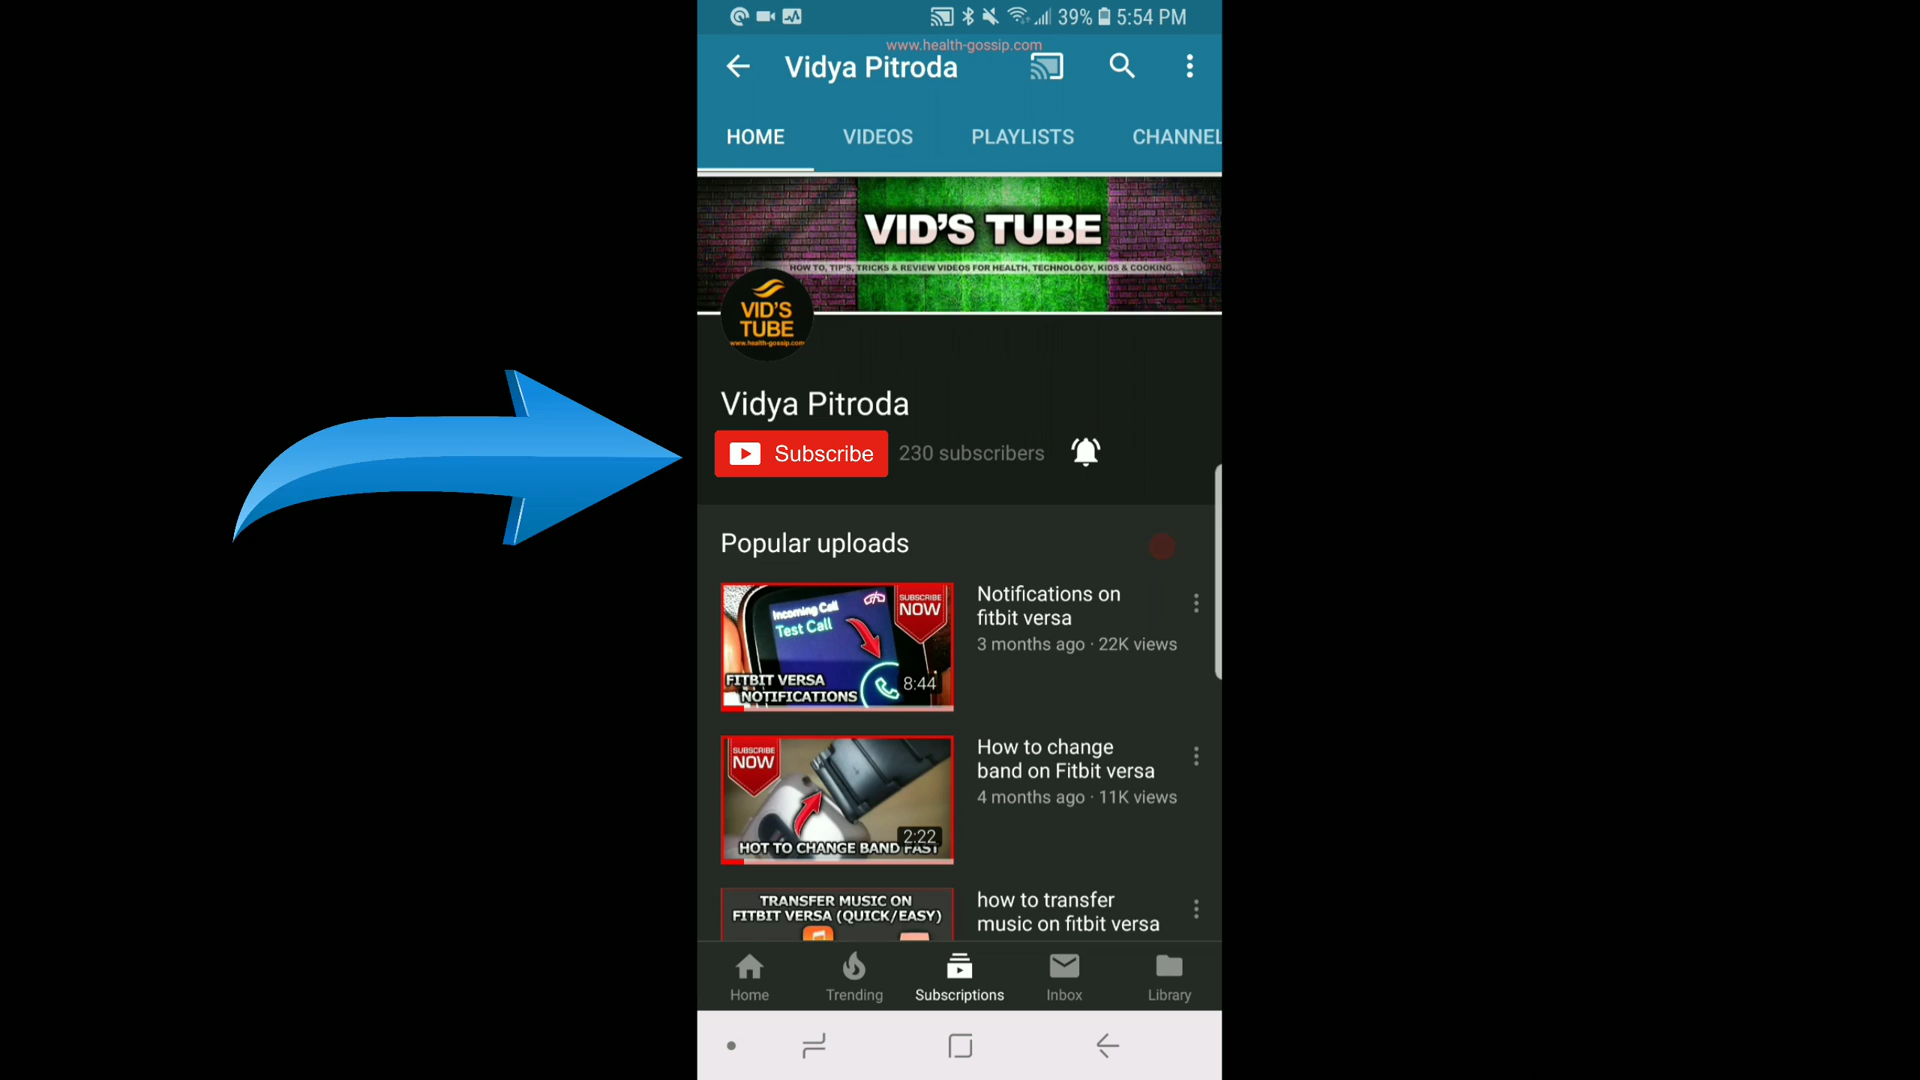 39% 5:54 PM
www.health-gossip.com
Vidya Pitroda
HOME VIDEOS PLAYLISTS CHANNEL
VID'S TUBE
HOW TO, TIP'S, TRICKS & REVIEW VIDEOS FOR HEALTH, TECHNOLOGY, KIDS & COOKING...
VID'S
TUBE
www.health-gossip.com
Vidya Pitroda
Subscribe 230 subscribers
Popular uploads
Incoming Call
Test Call
SUBSCRIBE
NOW
FITBIT VERSA
NOTIFICATIONS
8:44
Notifications on
fitbit versa
3 months ago · 22K views
SUBSCRIBE
NOW
2:22
HOT TO CHANGE BAND FAST
How to change
band on Fitbit versa
4 months ago · 11K views
TRANSFER MUSIC ON
FITBIT VERSA (QUICK/EASY)
how to transfer
music on fitbit versa
Home Trending Subscriptions Inbox Library